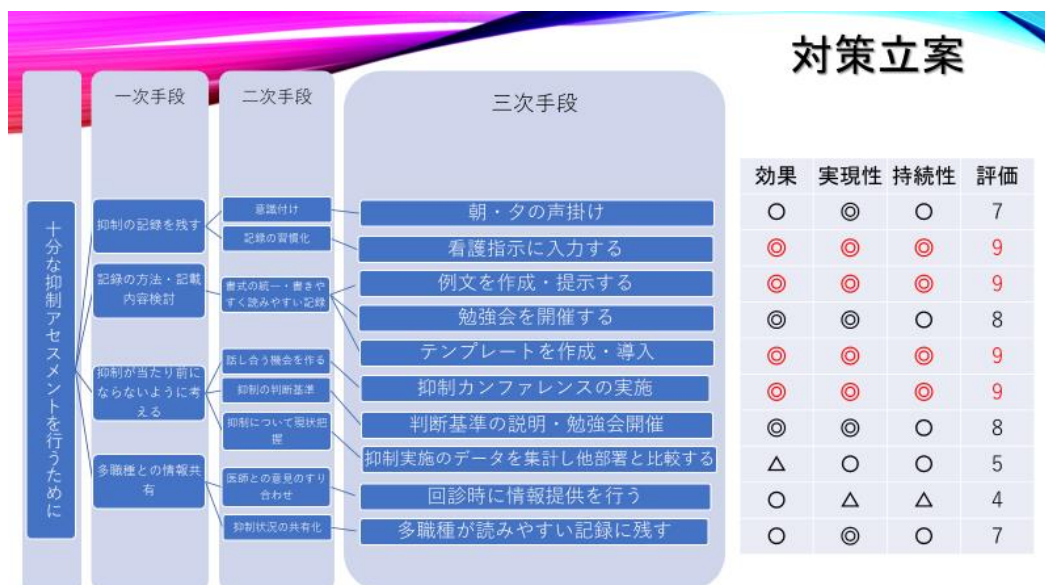 対策立案
一次手段
二次手段
三次手段
十分な抑制アセスメントを行うために
抑制の記録を残す
記録の方法・記載
内容検討
抑制が当たり前に
ならないように考
える
多職種との情報共
有
意識付け
記録の習慣化
書式の統一・書きや
すく読みやすい記録
話し合う機会を作る
抑制の判断基準
抑制について現状把
握
医師との意見のすり
合わせ
抑制状況の共有化
朝・夕の声掛け
看護指示に入力する
例文を作成・提示する
勉強会を開催する
テンプレートを作成・導入
抑制カンファレンスの実施
判断基準の説明・勉強会開催
抑制実施のデータを集計し他部署と比較する
回診時に情報提供を行う
多職種が読みやすい記録に残す
効果 実現性 持続性 評価
○ ◎ ○ 7
◎ ◎ ◎ 9
◎ ◎ ◎ 9
◎ ◎ ○ 8
◎ ◎ ◎ 9
◎ ◎ ◎ 9
◎ ◎ ○ 8
△ ○ ○ 5
○ △ △ 4
○ ◎ ○ 7